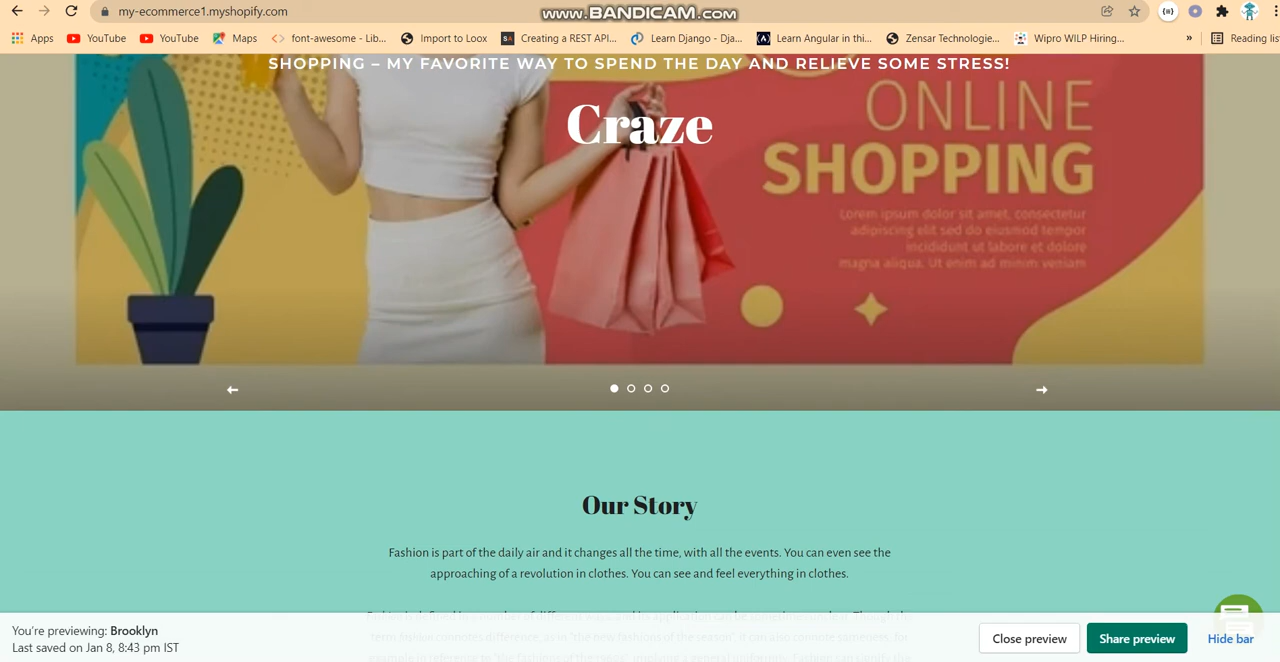 my-ecommerce1.myshopify.com
www.BANDICAM.com
Apps YouTube YouTube Maps font-awesome - Lib... Import to Loox Creating a REST API... Learn Django - Dja... Learn Angular in thi... Zensar Technologie... Wipro WILP Hiring... » Reading lis
SHOPPING – MY FAVORITE WAY TO SPEND THE DAY AND RELIEVE SOME STRESS!
Craze
ONLINE
SHOPPING
Lorem ipsum dolor sit amet, consectetur
adipiscing elit sed do eiusmod tempor
incididunt ut labore et dolore
magna aliqua. Ut enim ad minim veniam
Our Story
Fashion is part of the daily air and it changes all the time, with all the events. You can even see the
approaching of a revolution in clothes. You can see and feel everything in clothes.
You're previewing: Brooklyn
Last saved on Jan 8, 8:43 pm IST
Close preview
Share preview
Hide bar